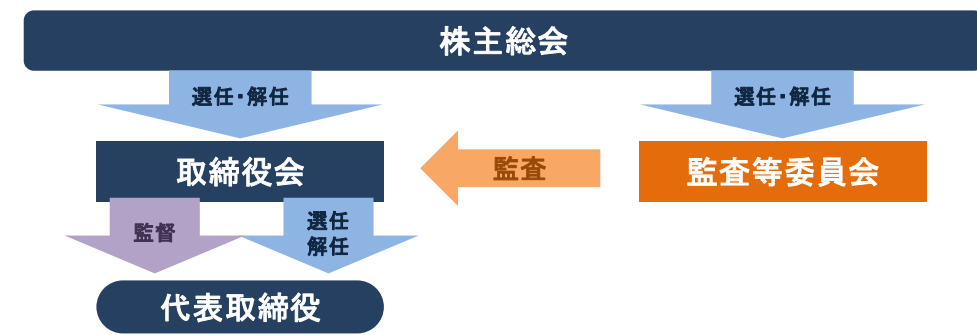 株主総会
選任・解任
選任・解任
取締役会
監査
監査等委員会
監督
選任
解任
代表取締役